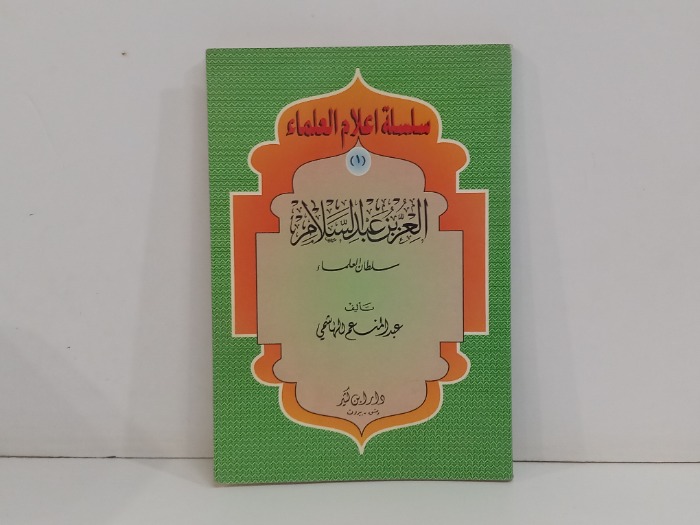 سلسلة اعلام العلماء
(١)
العز بن عبد السلام
سلطان العلماء
تأليف
عبد المنعم الهاشمي
دار ابن كثير
دمشق - بيروت